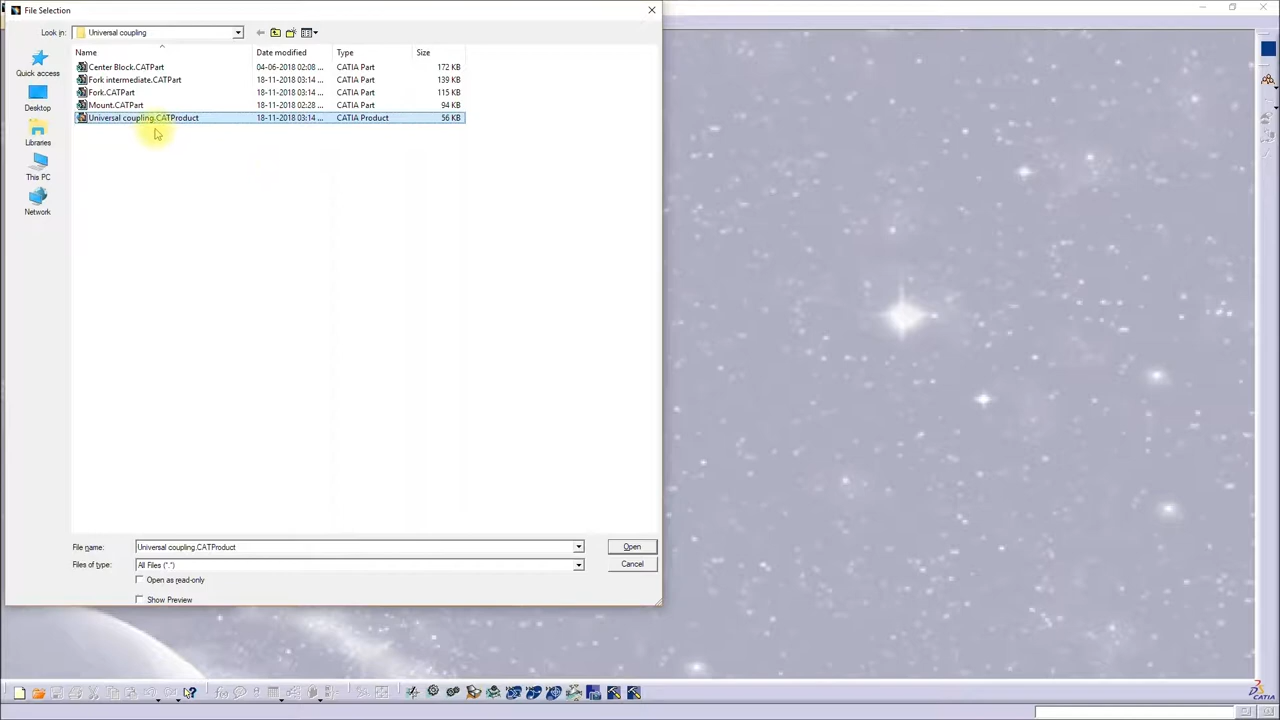 File Selection
Look in: Universal coupling
Name Date modified Type Size
Center Block.CATPart 04-06-2018 02:08 ... CATIA Part 172 KB
Fork intermediate.CATPart 18-11-2018 03:14 ... CATIA Part 139 KB
Fork.CATPart 18-11-2018 03:14 ... CATIA Part 115 KB
Mount.CATPart 18-11-2018 02:28 ... CATIA Part 94 KB
Universal coupling.CATProduct 18-11-2018 03:14 ... CATIA Product 56 KB
Quick access
Desktop
Libraries
This PC
Network
File name: Universal coupling.CATProduct Open
Files of type: All Files (*.*) Cancel
Open as read-only
Show Preview
CATIA